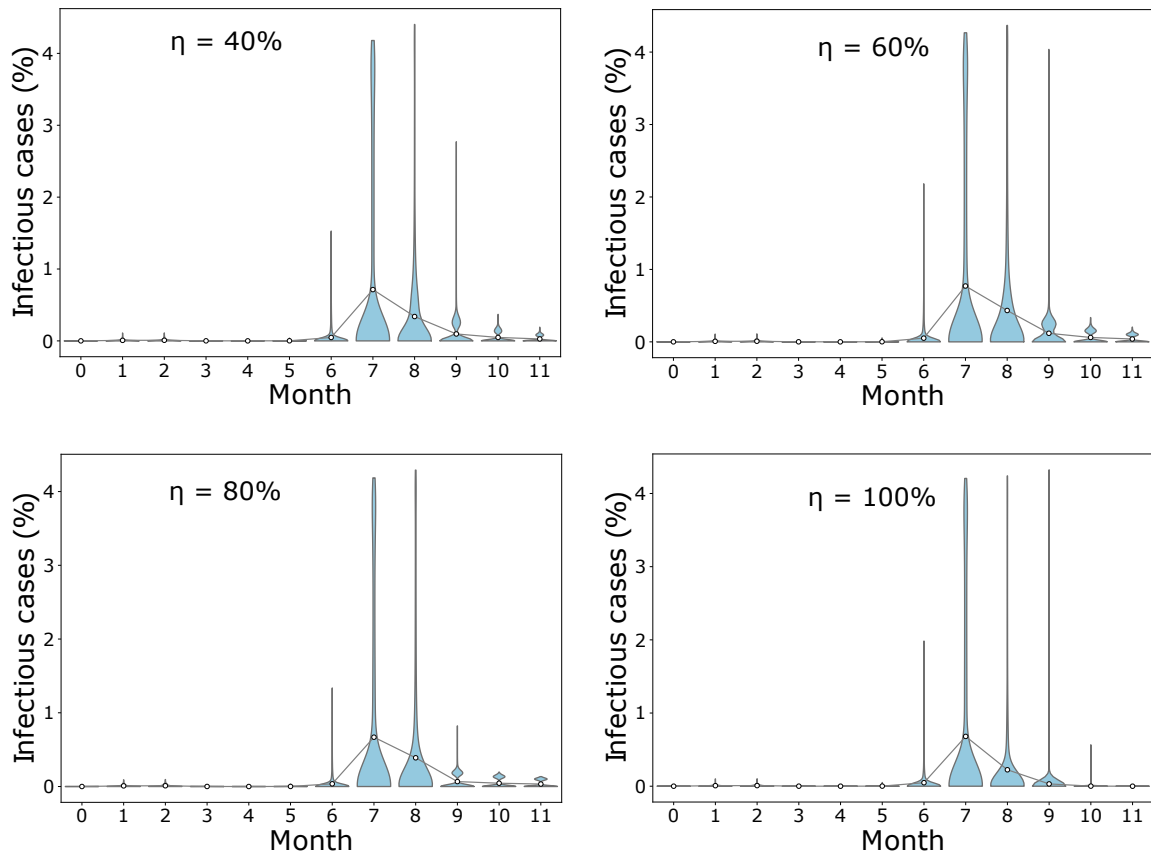 η = 40%
Infectious cases (%)
4
3
2
1
0
0 1 2 3 4 5 6 7 8 9 10 11
Month
η = 60%
Infectious cases (%)
4
3
2
1
0
0 1 2 3 4 5 6 7 8 9 10 11
Month
η = 80%
Infectious cases (%)
4
3
2
1
0
0 1 2 3 4 5 6 7 8 9 10 11
Month
η = 100%
Infectious cases (%)
4
3
2
1
0
0 1 2 3 4 5 6 7 8 9 10 11
Month